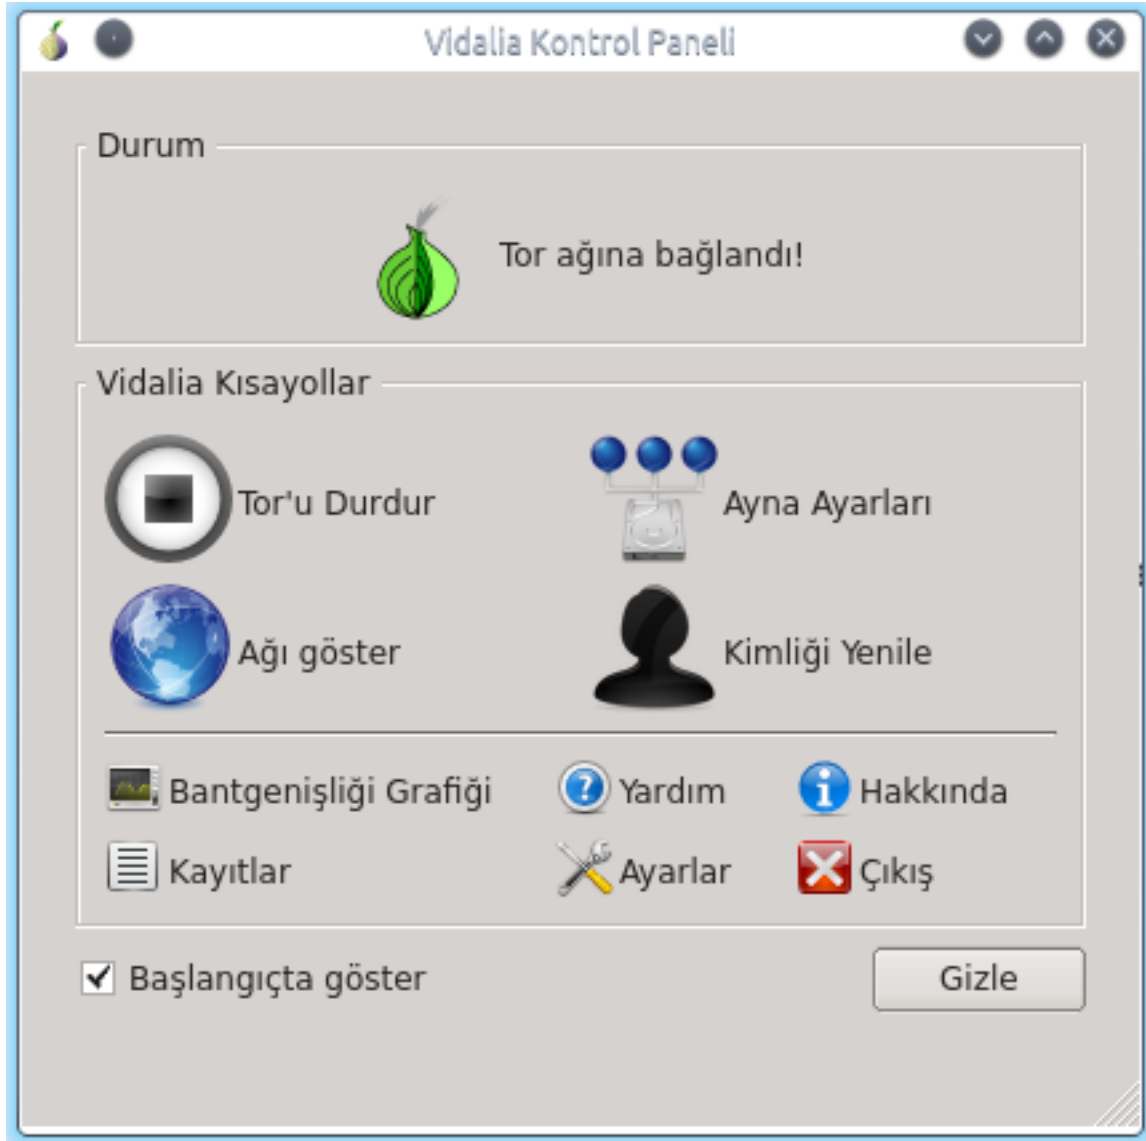 Vidalia Kontrol Paneli
Durum
Tor ağına bağlandı!
Vidalia Kısayollar
Tor'u Durdur
Ayna Ayarları
Ağı göster
Kimliği Yenile
Bantgenişliği Grafiği
Yardım
Hakkında
Kayıtlar
Ayarlar
Çıkış
Başlangıçta göster
Gizle